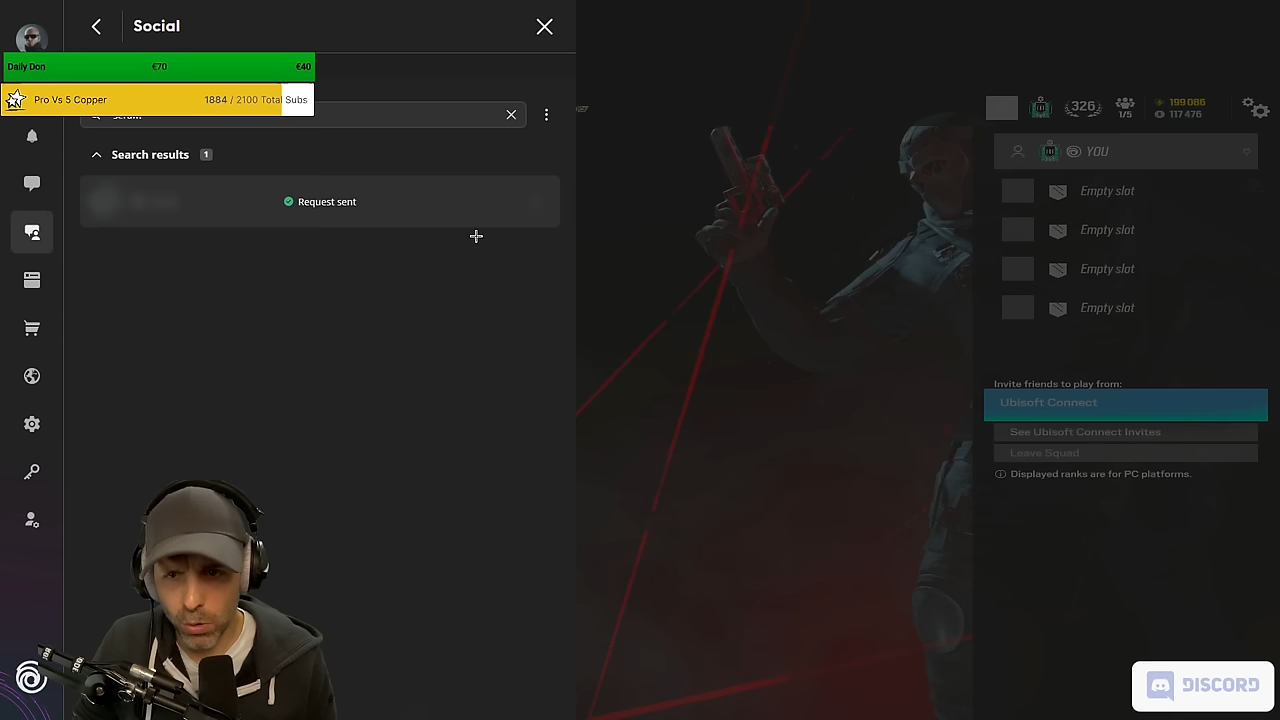 Social
Daily Don €70 €40
Pro Vs 5 Copper 1884 / 2100 Total Subs
Search results 1
Request sent
326
1/5
199 086
117 476
YOU
Empty slot
Empty slot
Empty slot
Empty slot
Invite friends to play from:
Ubisoft Connect
See Ubisoft Connect Invites
Leave Squad
Displayed ranks are for PC platforms.
DISCORD